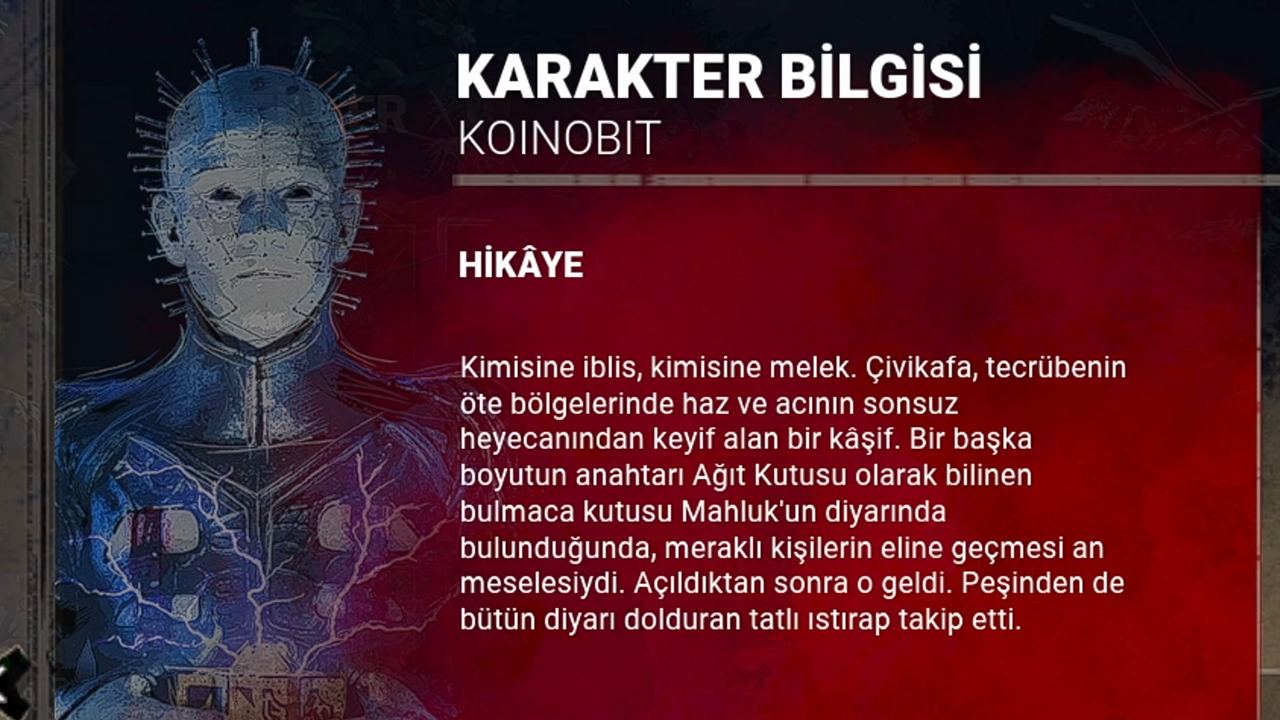 KARAKTER BİLGİSİ
KOINOBIT
HİKÂYE
Kimisine iblis, kimisine melek. Çivikafa, tecrübenin
öte bölgelerinde haz ve acının sonsuz
heyecanından keyif alan bir kâşif. Bir başka
boyutun anahtarı Ağıt Kutusu olarak bilinen
bulmaca kutusu Mahluk'un diyarında
bulunduğunda, meraklı kişilerin eline geçmesi an
meselesiydi. Açıldıktan sonra o geldi. Peşinden de
bütün diyarı dolduran tatlı ıstırap takip etti.